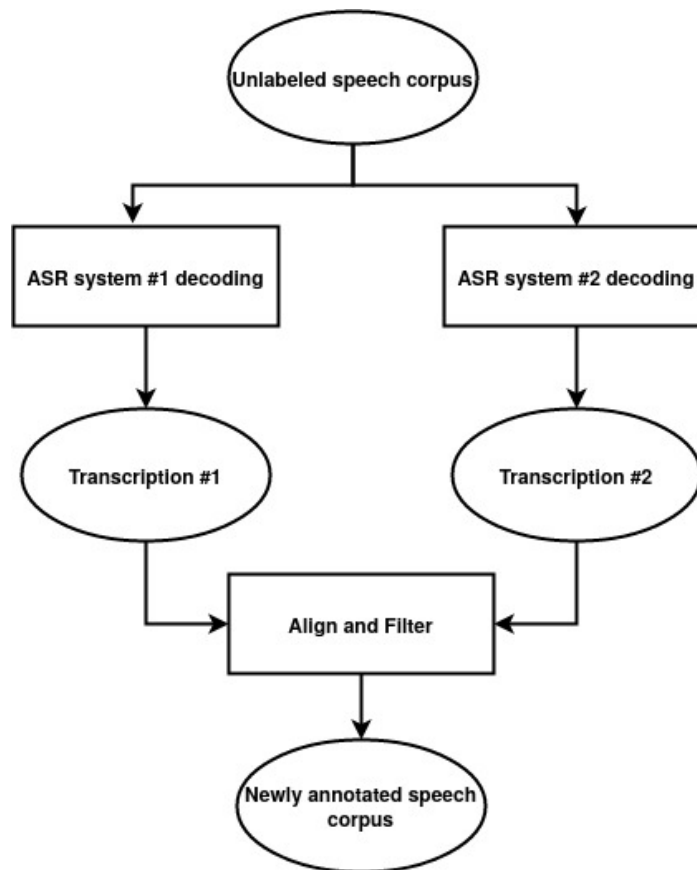 Unlabeled speech corpus
ASR system #1 decoding
ASR system #2 decoding
Transcription #1
Transcription #2
Align and Filter
Newly annotated speech
corpus